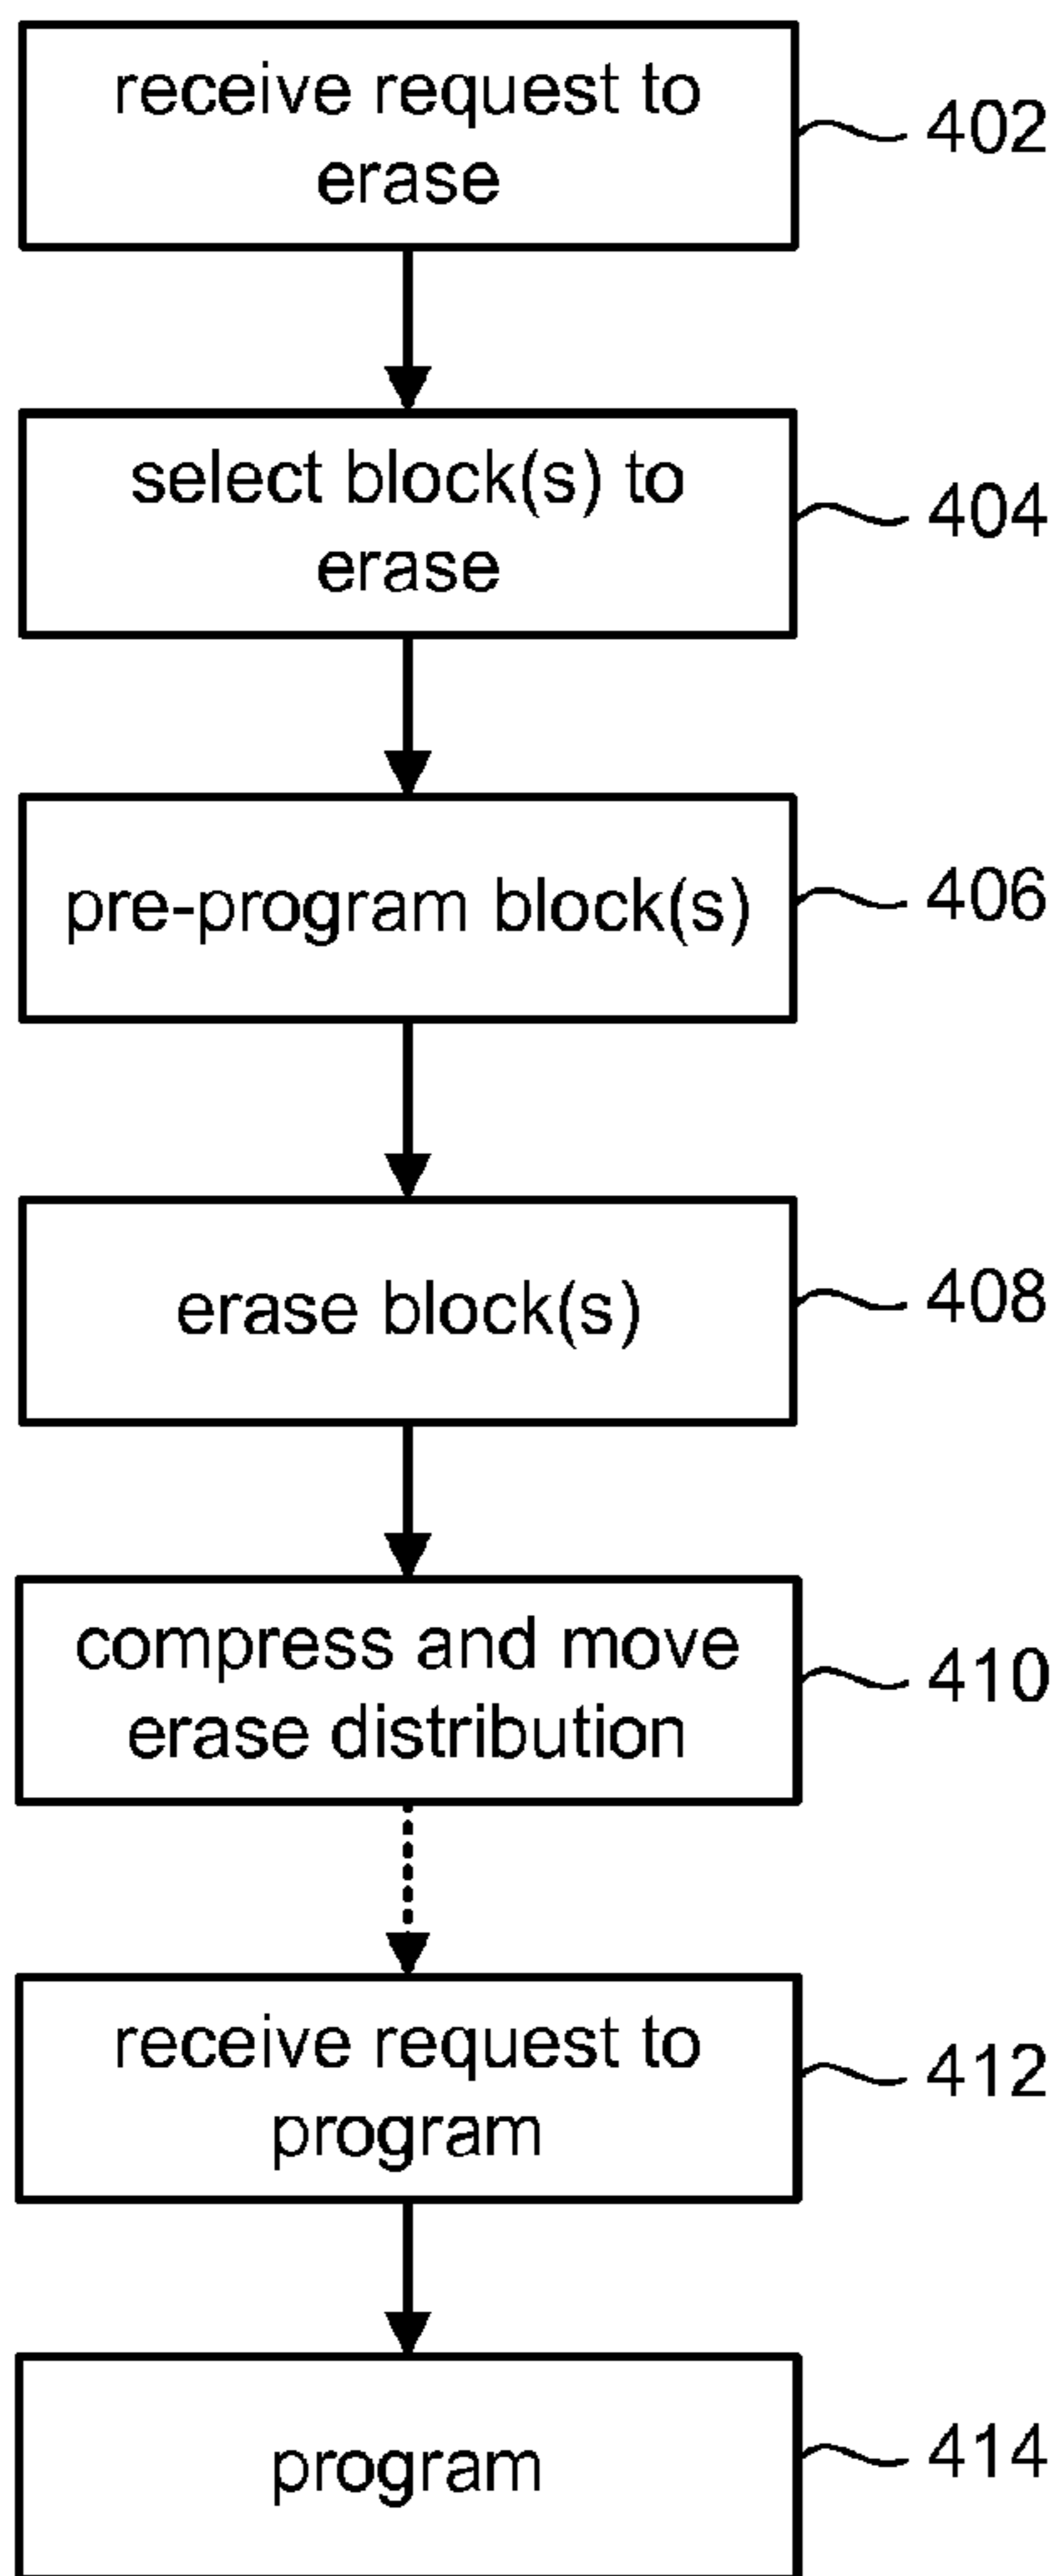 receive request to
erase
402
select block(s) to
erase
404
pre-program block(s)
406
erase block(s)
408
compress and move
erase distribution
410
receive request to
program
412
program
414